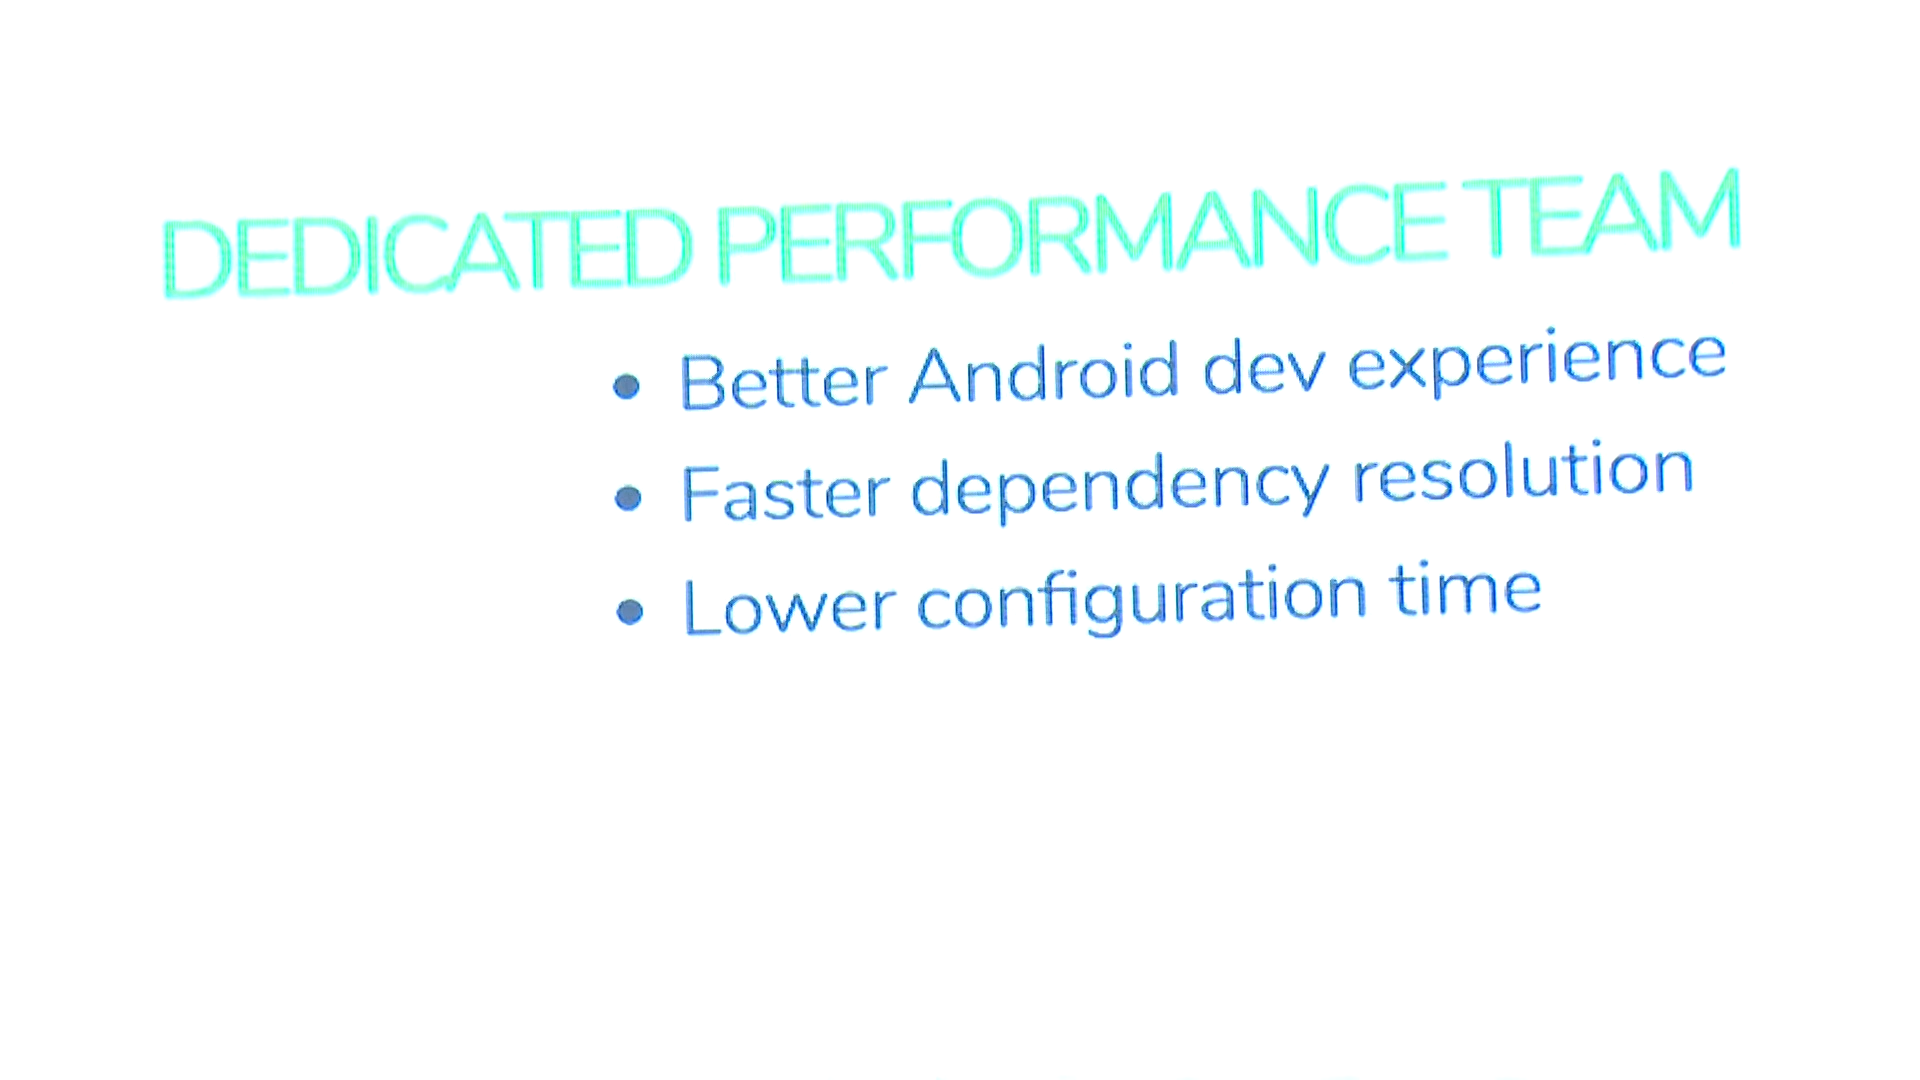 DEDICATED PERFORMANCE TEAM
• Better Android dev experience
• Faster dependency resolution
• Lower configuration time